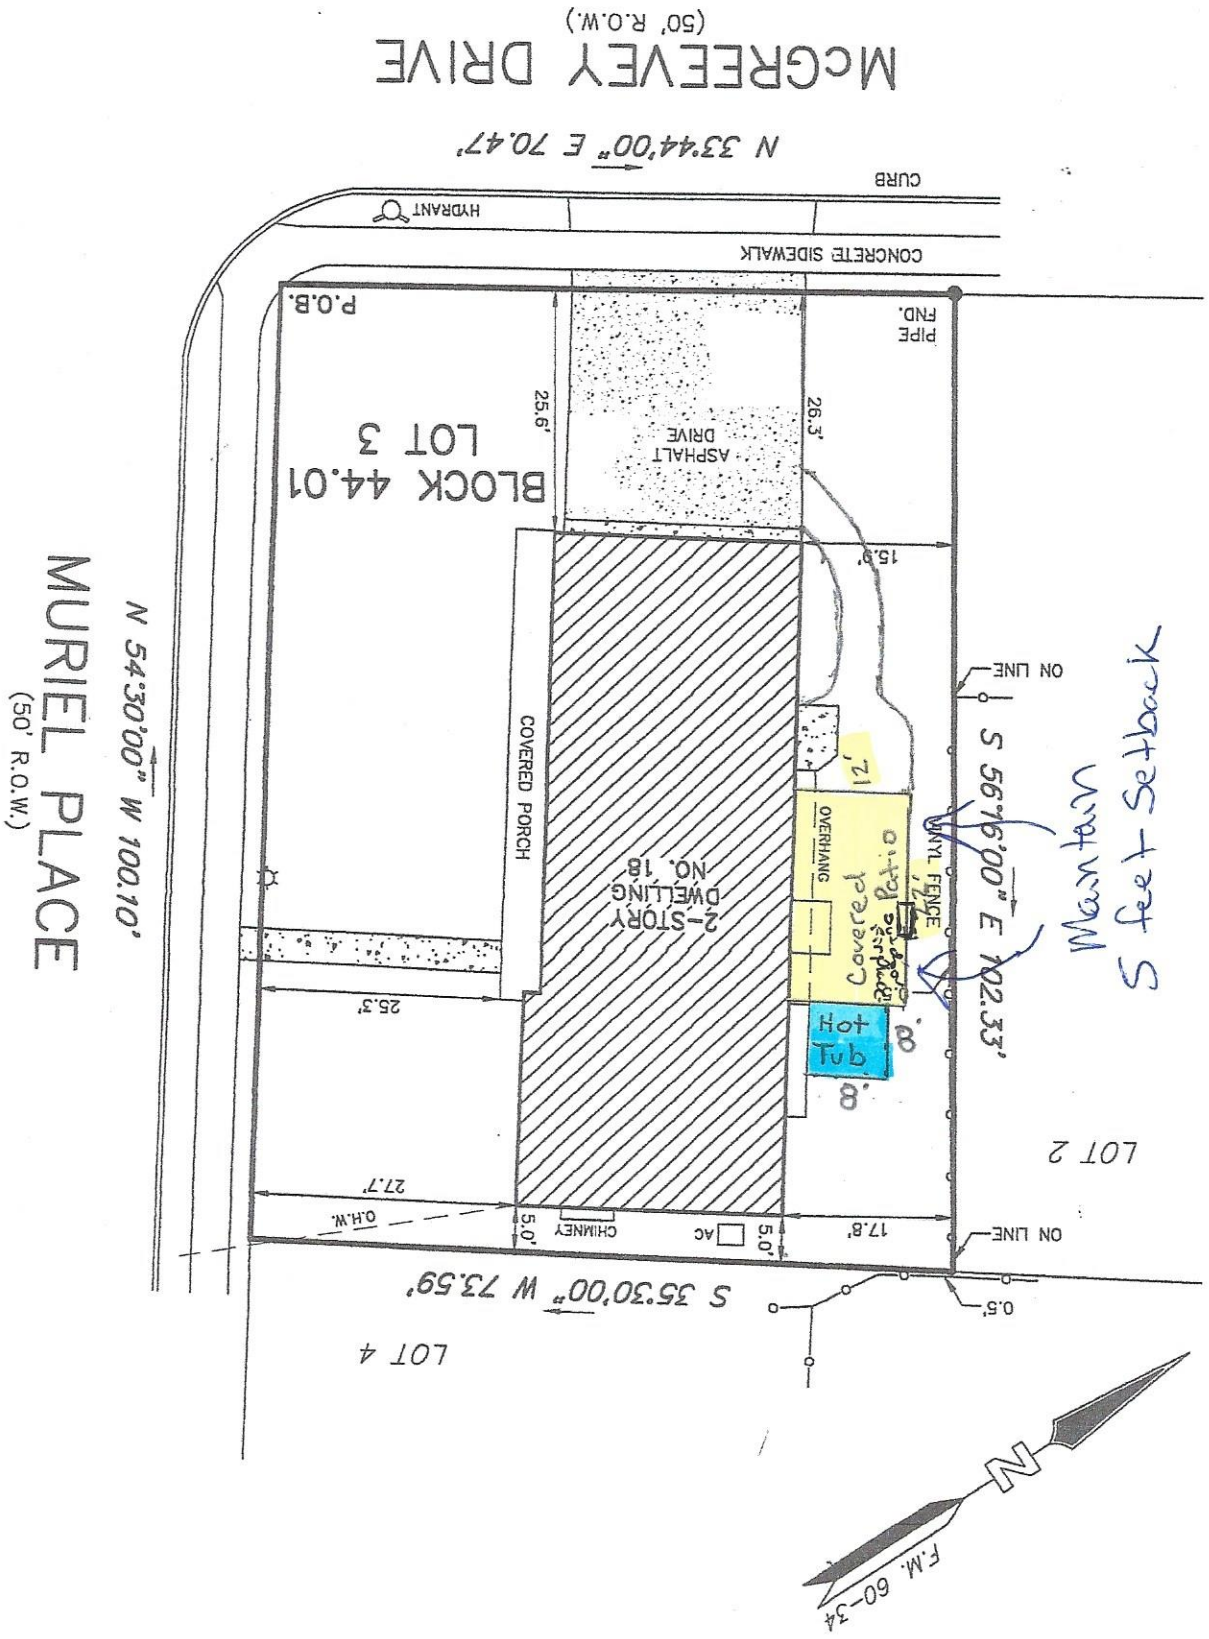 McGREEVEY DRIVE
(50' R.O.W.)
N 33°44'00" E 70.47'
CURB
HYDRANT
CONCRETE SIDEWALK
P.O.B.
PIPE
FND.
25.6'
26.3'
ASPHALT
DRIVE
BLOCK 44.01
LOT 3
15.9'
MURIEL PLACE
(50' R.O.W.)
N 54°30'00" W 100.10'
COVERED PORCH
2-STORY
DWELLING
NO. 18
OVERHANG
12'
Covered
Patio
22'
VINYL FENCE
Hot
Tub
8'
8'
ON LINE
S 56°16'00" E 102.33'
Maintain
5 feet Setback
LOT 2
25.3'
27.7'
O.H.W.
5.0'
CHIMNEY
AC
5.0'
17.8'
ON LINE
0.5'
S 35°30'00" W 73.59'
LOT 4
N
F.M. 60-34